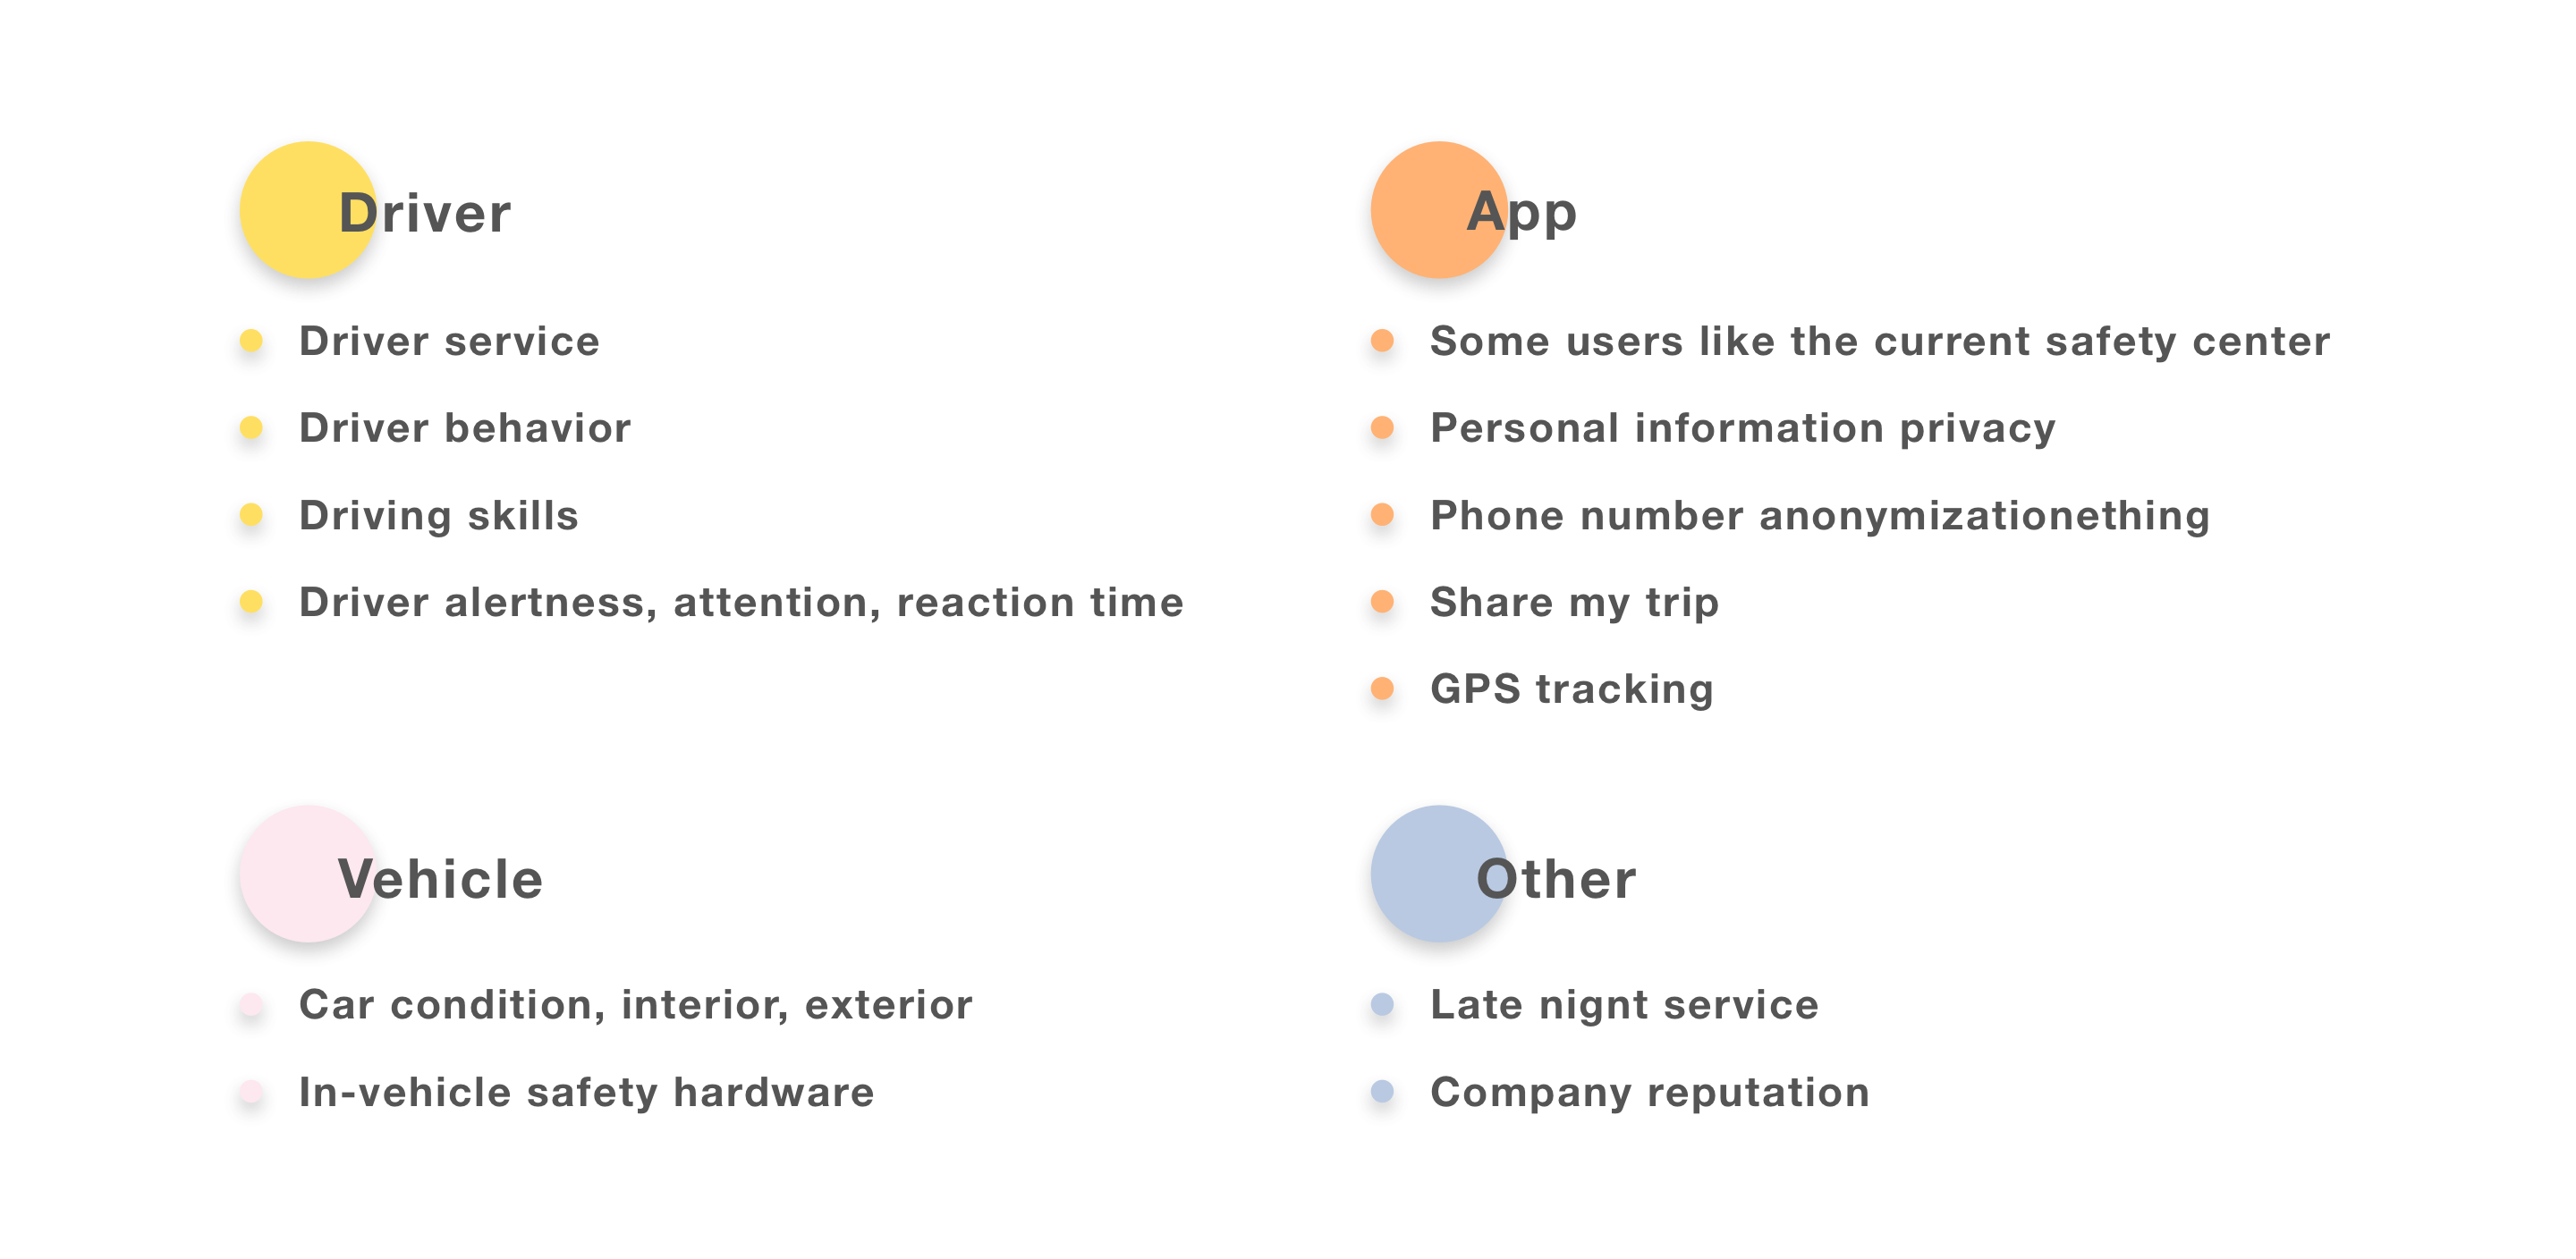 Driver
Driver service
Driver behavior
Driving skills
Driver alertness, attention, reaction time
App
Some users like the current safety center
Personal information privacy
Phone number anonymizationething
Share my trip
GPS tracking
Vehicle
Car condition, interior, exterior
In-vehicle safety hardware
Other
Late nignt service
Company reputation